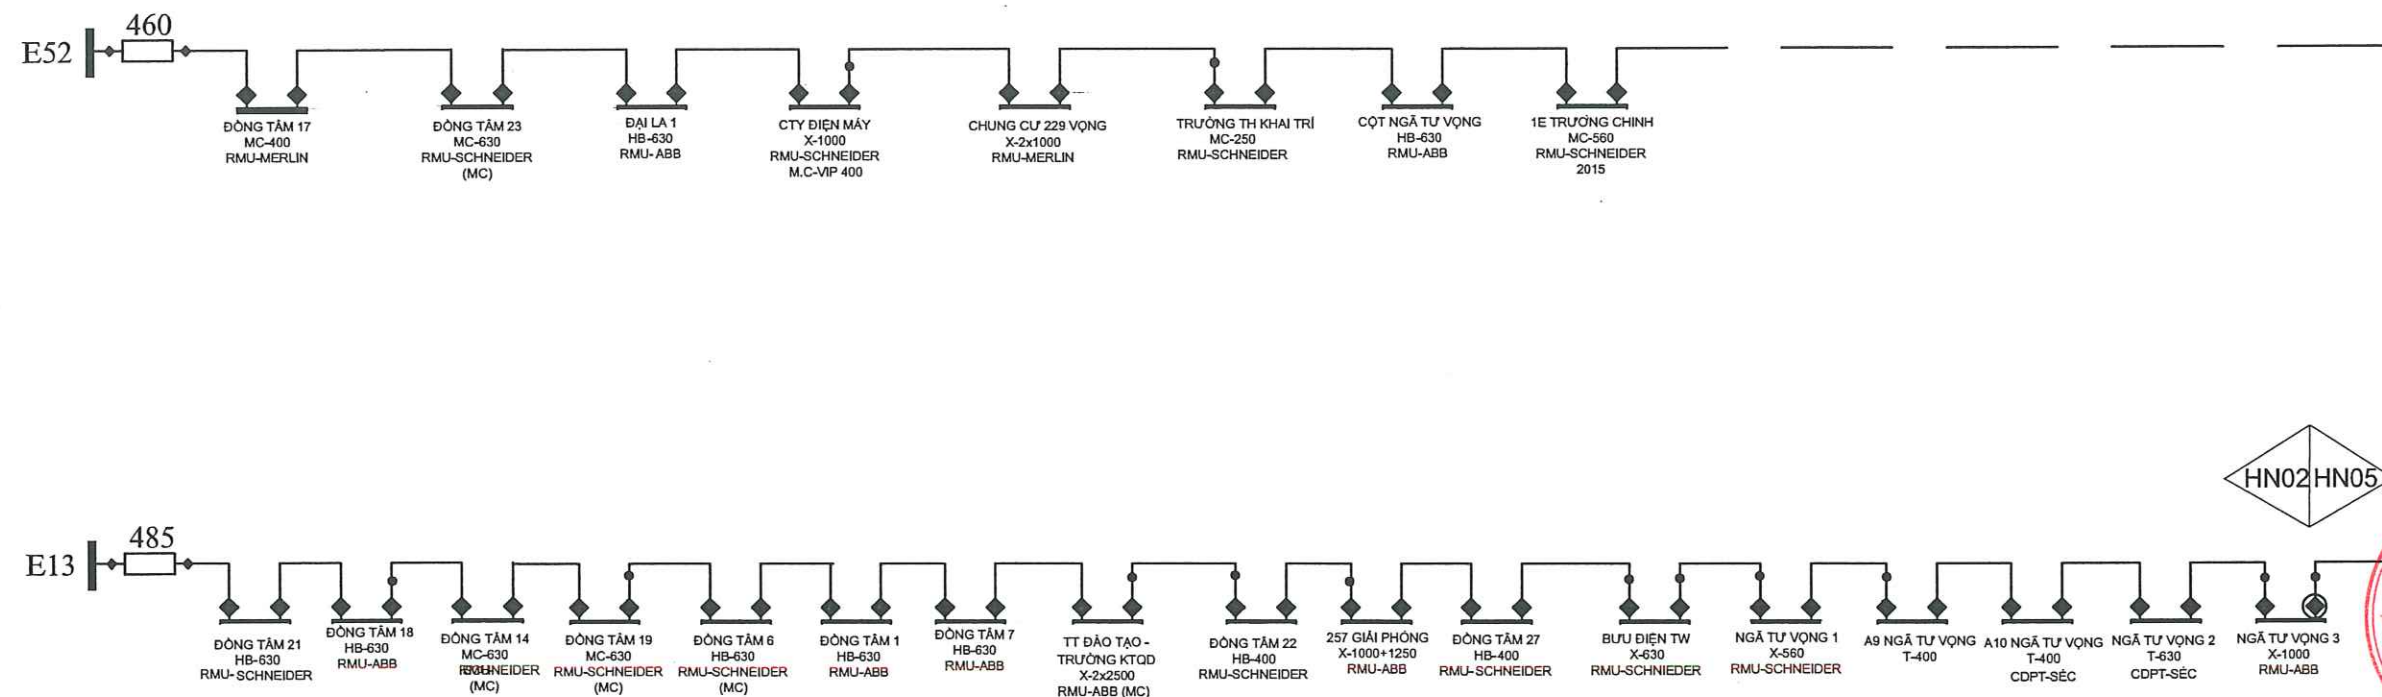 460
E52
ĐỒNG TÂM 17
MC-400
RMU-MERLIN
ĐỒNG TÂM 23
MC-630
RMU-SCHNEIDER
(MC)
ĐẠI LA 1
HB-630
RMU-ABB
CTY ĐIỆN MÁY
X-1000
RMU-SCHNEIDER
M.C-VIP 400
CHUNG CƯ 229 VỌNG
X-2x1000
RMU-MERLIN
TRƯỜNG TH KHAI TRÍ
MC-250
RMU-SCHNEIDER
CỘT NGÃ TƯ VỌNG
HB-630
RMU-ABB
1E TRƯỜNG CHINH
MC-560
RMU-SCHNEIDER
2015
HN02
HN05
485
E13
ĐỒNG TÂM 21
HB-630
RMU-SCHNEIDER
ĐỒNG TÂM 18
HB-630
RMU-ABB
ĐỒNG TÂM 14
MC-630
SCHNEIDER
(MC)
ĐỒNG TÂM 19
MC-630
RMU-SCHNEIDER
(MC)
ĐỒNG TÂM 6
HB-630
RMU-SCHNEIDER
(MC)
ĐỒNG TÂM 1
HB-630
RMU-ABB
ĐỒNG TÂM 7
HB-630
RMU-ABB
TT ĐÀO TẠO -
TRƯỜNG KTQD
X-2x2500
RMU-ABB (MC)
ĐỒNG TÂM 22
HB-400
RMU-SCHNEIDER
257 GIẢI PHÓNG
X-1000+1250
RMU-ABB
ĐỒNG TÂM 27
HB-400
RMU-SCHNEIDER
BƯU ĐIỆN TW
X-630
RMU-SCHNIEDER
NGÃ TƯ VỌNG 1
X-560
RMU-SCHNEIDER
A9 NGÃ TƯ VỌNG
T-400
A10 NGÃ TƯ VỌNG
T-400
CDPT-SÉC
NGÃ TƯ VỌNG 2
T-630
CDPT-SÉC
NGÃ TƯ VỌNG 3
X-1000
RMU-ABB